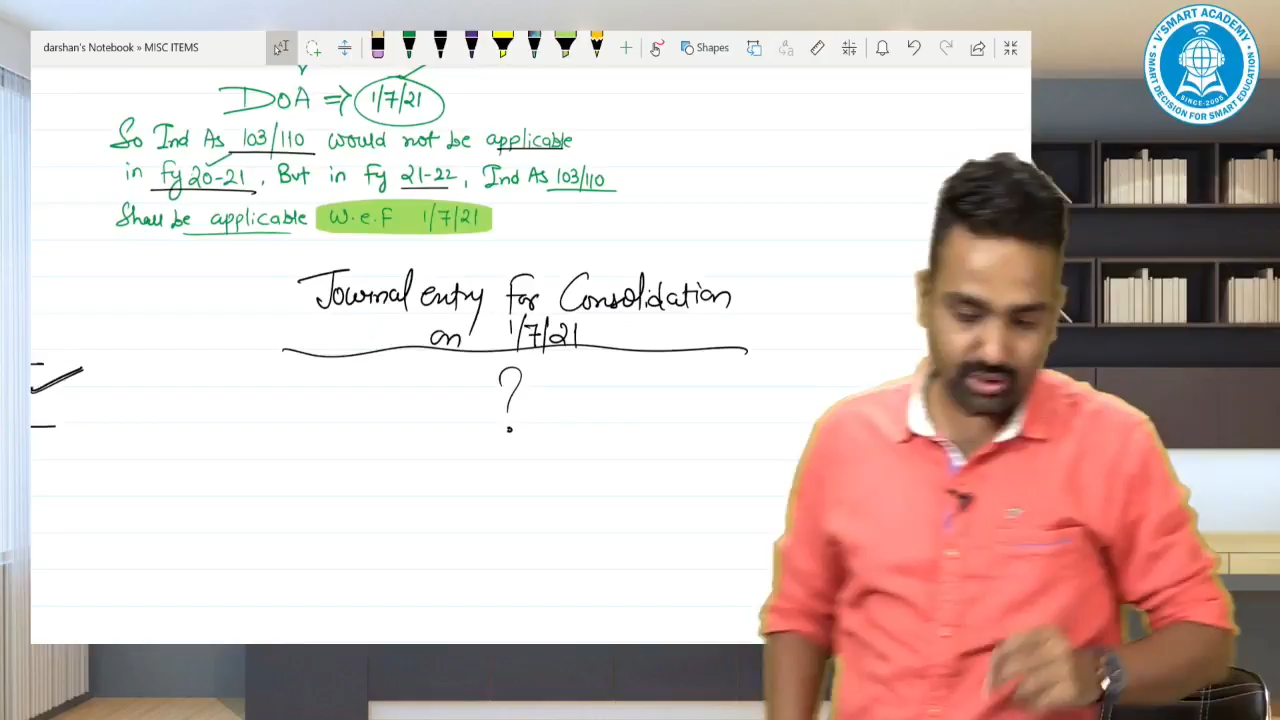 darshan's Notebook » MISC ITEMS
Shapes
V'SMART ACADEMY
SMART DECISION FOR SMART EDUCATION
SINCE-2005
DOA ⇒ 1/7/21
So Ind As 103/110 would not be applicable
in Fy 20-21, But in Fy 21-22, Ind As 103/110
Shall be applicable w.e.f 1/7/21
Journal entry for Consolidation
on 1/7/21
?